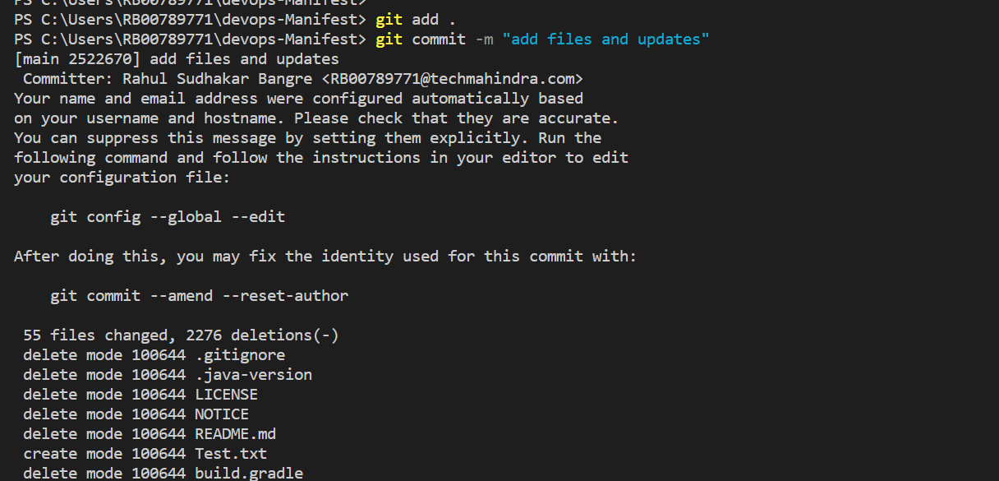 PS C:\Users\RB00789771\devops-Manifest>
PS C:\Users\RB00789771\devops-Manifest> git add .
PS C:\Users\RB00789771\devops-Manifest> git commit -m "add files and updates"
[main 2522670] add files and updates
 Committer: Rahul Sudhakar Bangre <RB00789771@techmahindra.com>
Your name and email address were configured automatically based
on your username and hostname. Please check that they are accurate.
You can suppress this message by setting them explicitly. Run the
following command and follow the instructions in your editor to edit
your configuration file:

    git config --global --edit

After doing this, you may fix the identity used for this commit with:

    git commit --amend --reset-author

 55 files changed, 2276 deletions(-)
 delete mode 100644 .gitignore
 delete mode 100644 .java-version
 delete mode 100644 LICENSE
 delete mode 100644 NOTICE
 delete mode 100644 README.md
 create mode 100644 Test.txt
 delete mode 100644 build.gradle